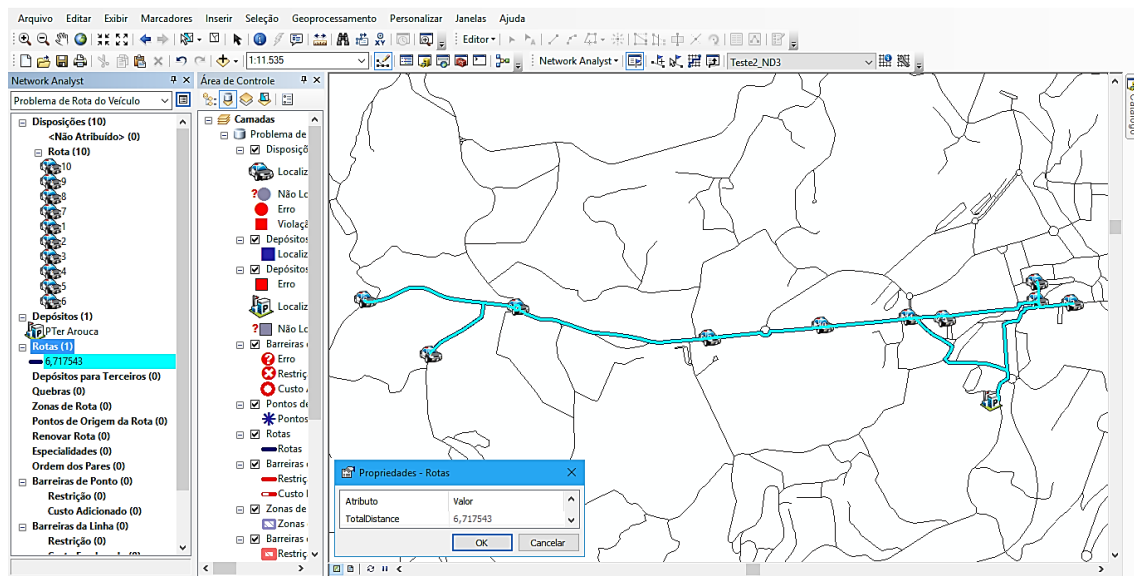 Arquivo Editar Exibir Marcadores Inserir Seleção Geoprocessamento Personalizar Janelas Ajuda
Editor
1:11.535 Network Analyst Teste2_ND3
Network Analyst
Problema de Rota do Veículo
Disposições (10)
<Não Atribuído> (0)
Rota (10)
10
9
8
7
1
2
3
4
5
6
Depósitos (1)
PTer Arouca
Rotas (1)
6,717543
Depósitos para Terceiros (0)
Quebras (0)
Zonas de Rota (0)
Pontos de Origem da Rota (0)
Renovar Rota (0)
Especialidades (0)
Ordem dos Pares (0)
Barreiras de Ponto (0)
Restrição (0)
Custo Adicionado (0)
Barreiras da Linha (0)
Restrição (0)
Área de Controle
Camadas
Problema de
Disposiçõ
Localiz
Não Lo
Erro
Violaçã
Depósitos
Localiz
Depósitos
Erro
Localiz
Não Lo
Barreiras
Erro
Restriç
Custo
Pontos de
Pontos
Rotas
Rotas
Barreiras
Restriç
Custo
Zonas de
Zonas
Barreiras
Restriç
Catálogo
Propriedades - Rotas
Atributo Valor
TotalDistance 6,717543
OK Cancelar